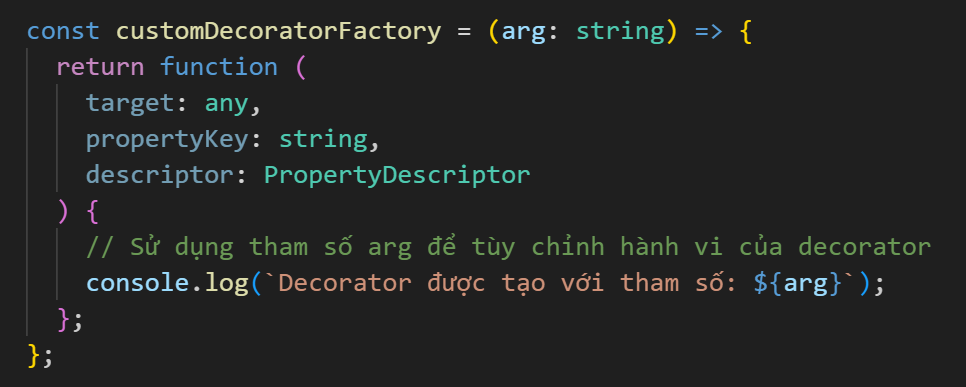 const customDecoratorFactory = (arg: string) => {
  return function (
    target: any,
    propertyKey: string,
    descriptor: PropertyDescriptor
  ) {
    // Sử dụng tham số arg để tùy chỉnh hành vi của decorator
    console.log(`Decorator được tạo với tham số: ${arg}`);
  };
};